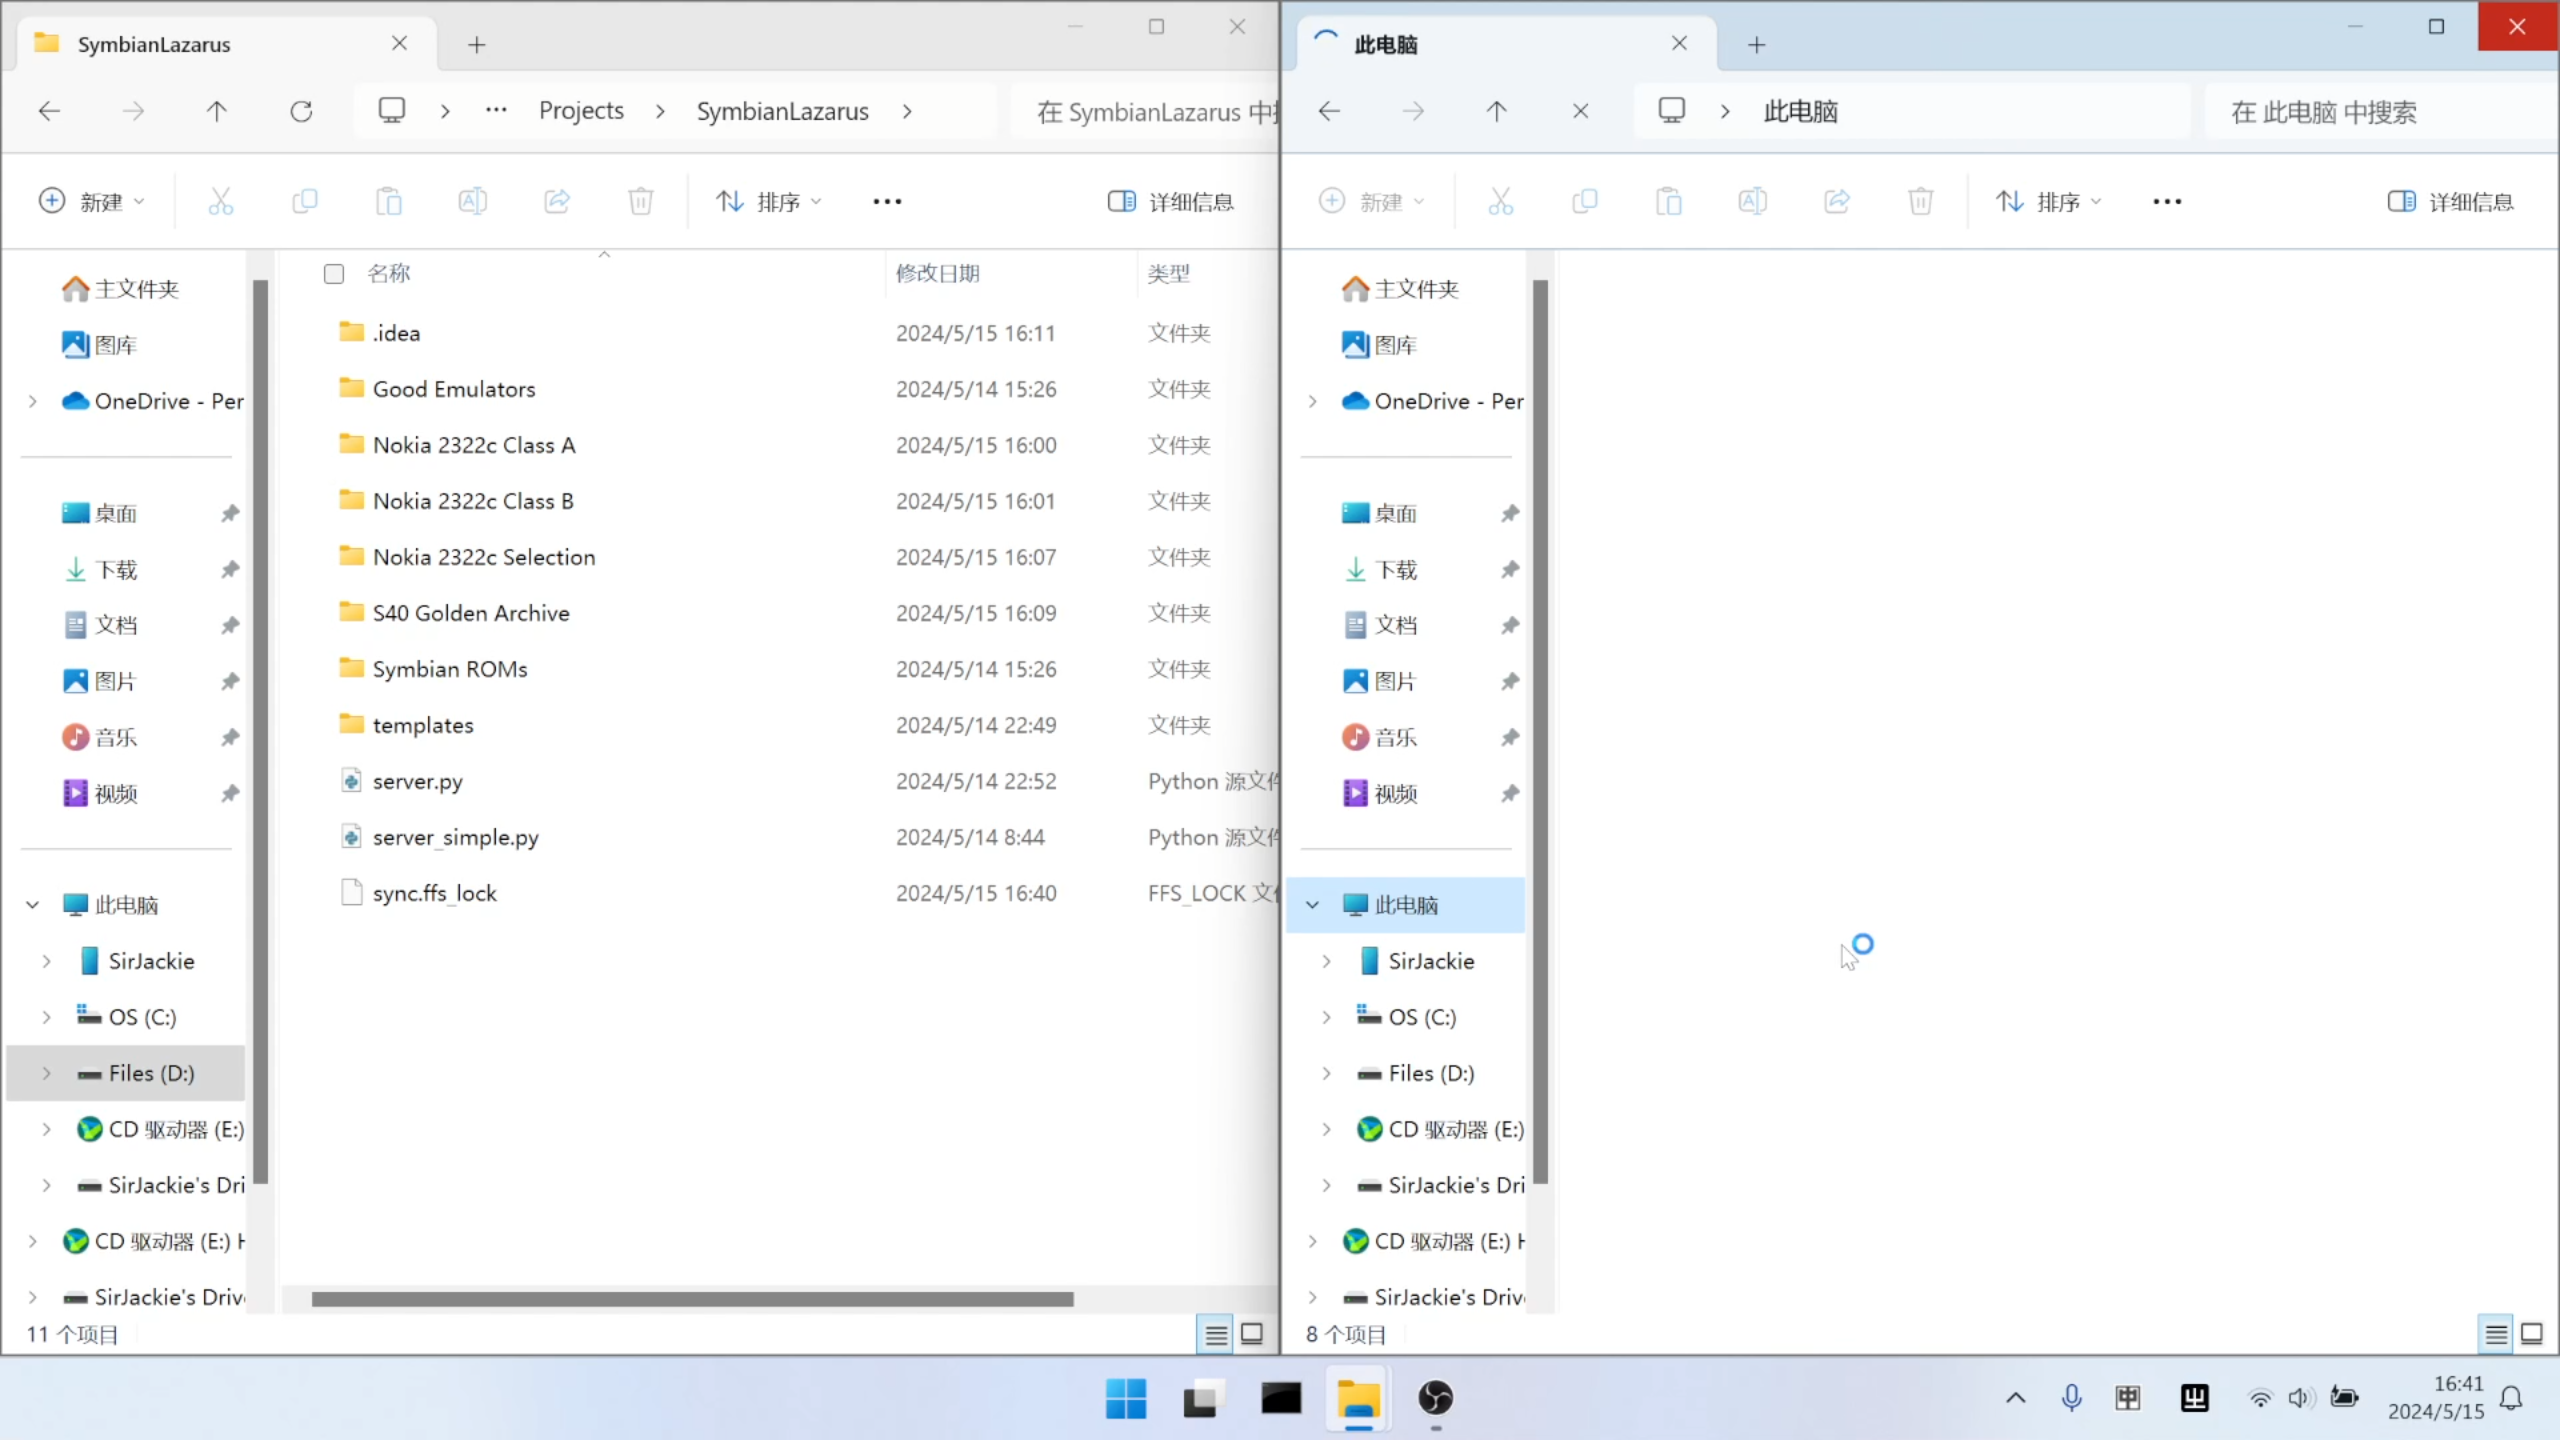 SymbianLazarus
Projects
SymbianLazarus
在 SymbianLazarus 中
新建
排序
详细信息
主文件夹
图库
OneDrive - Per
桌面
下载
文档
图片
音乐
视频
此电脑
SirJackie
OS (C:)
Files (D:)
CD 驱动器 (E:)
SirJackie's Dri
CD 驱动器 (E:) H
SirJackie's Driv
名称 修改日期 类型
.idea 2024/5/15 16:11 文件夹
Good Emulators 2024/5/14 15:26 文件夹
Nokia 2322c Class A 2024/5/15 16:00 文件夹
Nokia 2322c Class B 2024/5/15 16:01 文件夹
Nokia 2322c Selection 2024/5/15 16:07 文件夹
S40 Golden Archive 2024/5/15 16:09 文件夹
Symbian ROMs 2024/5/14 15:26 文件夹
templates 2024/5/14 22:49 文件夹
server.py 2024/5/14 22:52 Python 源文件
server_simple.py 2024/5/14 8:44 Python 源文件
sync.ffs_lock 2024/5/15 16:40 FFS_LOCK 文
11 个项目
此电脑
此电脑
在 此电脑 中搜索
新建
排序
详细信息
主文件夹
图库
OneDrive - Per
桌面
下载
文档
图片
音乐
视频
此电脑
SirJackie
OS (C:)
Files (D:)
CD 驱动器 (E:)
SirJackie's Dri
CD 驱动器 (E:) H
SirJackie's Driv
8 个项目
中
16:41
2024/5/15